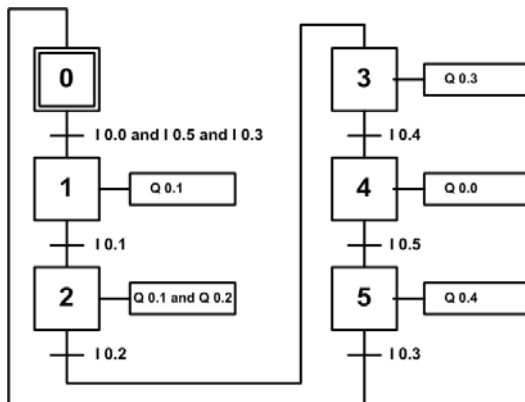 0
I 0.0 and I 0.5 and I 0.3
1
Q 0.1
I 0.1
2
Q 0.1 and Q 0.2
I 0.2
3
Q 0.3
I 0.4
4
Q 0.0
I 0.5
5
Q 0.4
I 0.3